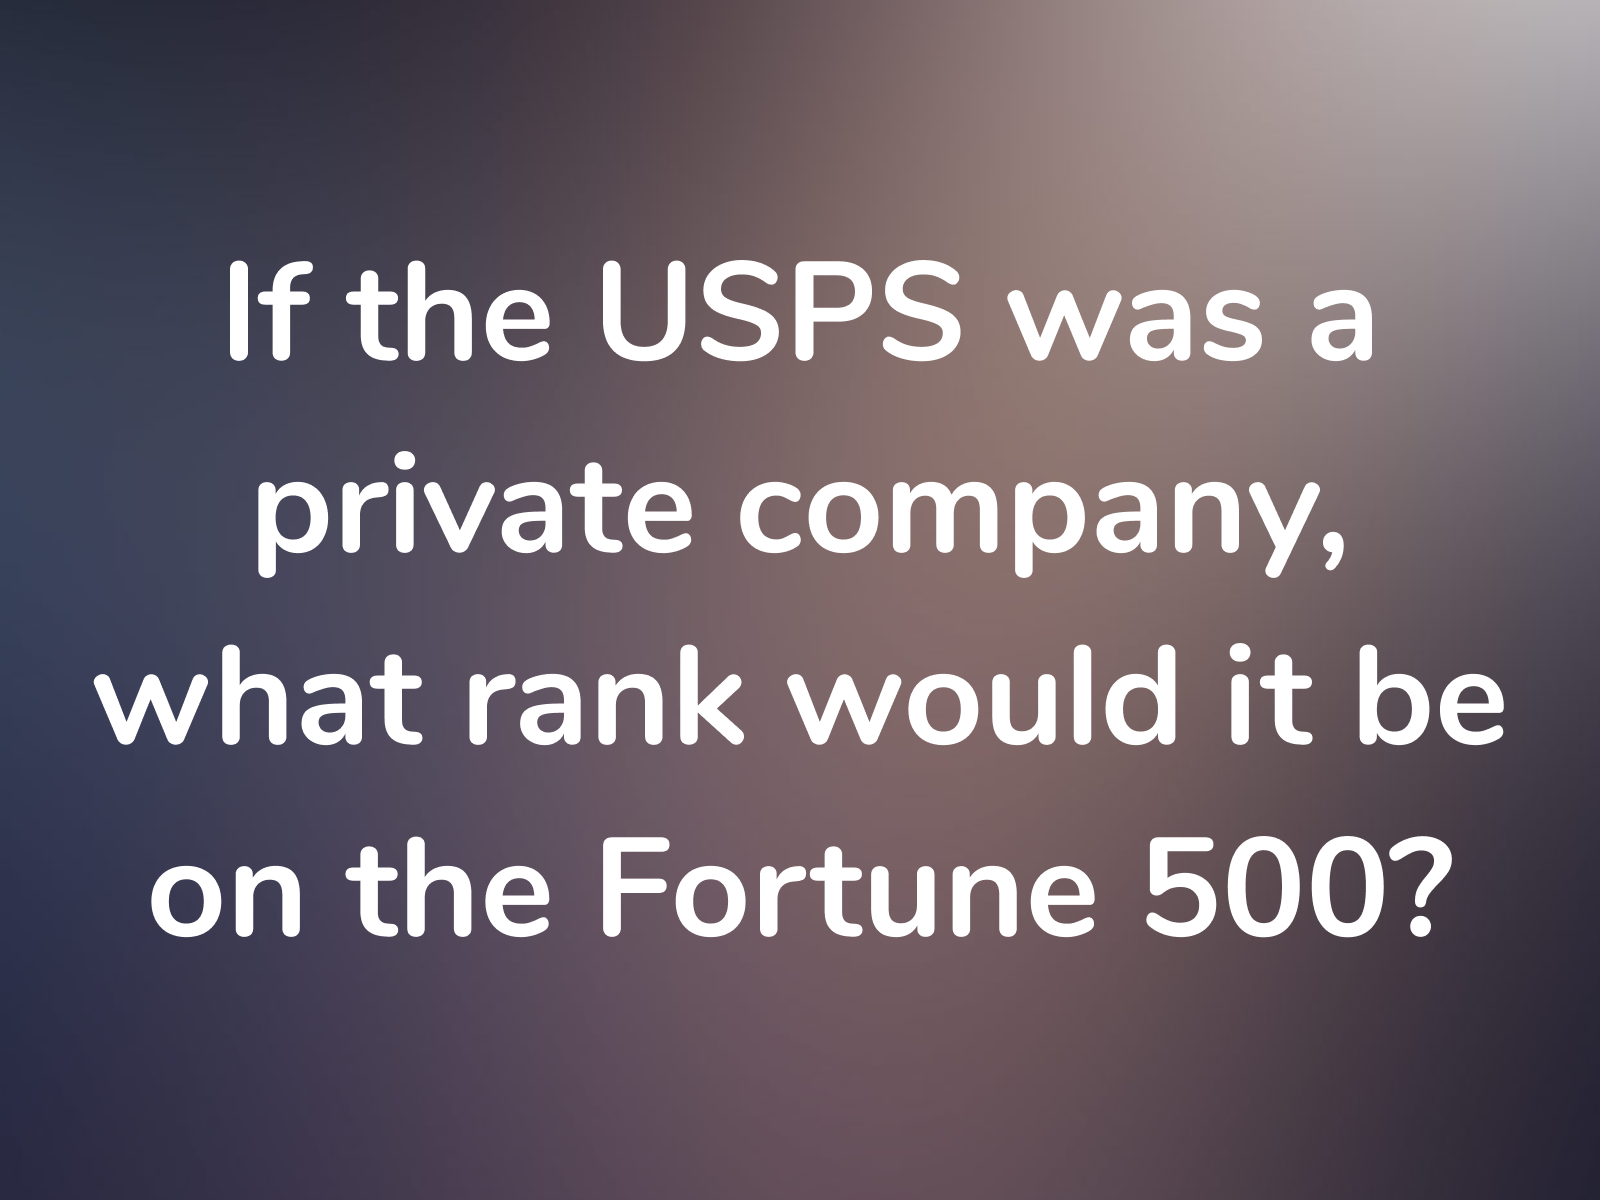 If the USPS was a
private company,
what rank would it be
on the Fortune 500?